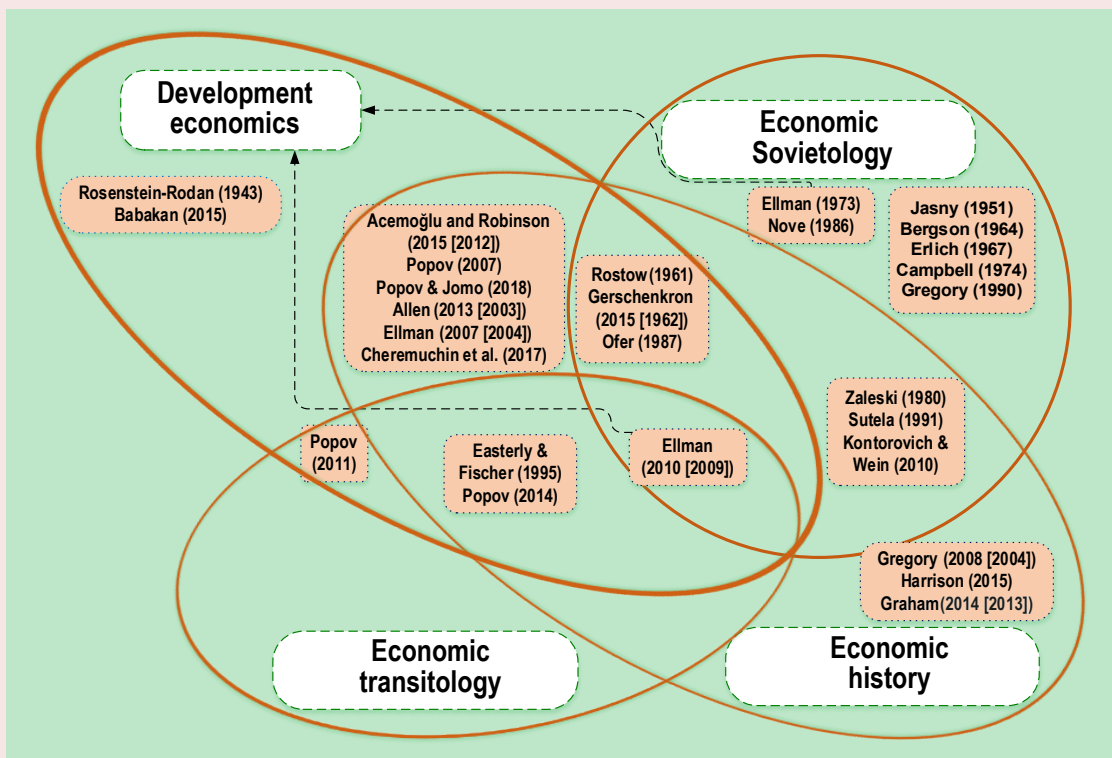 Development
economics
Economic
Sovietology
Rosenstein-Rodan (1943)
Babakan (2015)
Acemoğlu and Robinson
(2015 [2012])
Popov (2007)
Popov & Jomo (2018)
Allen (2013 [2003])
Ellman (2007 [2004])
Cheremuchin et al. (2017)
Rostow (1961)
Gerschenkron
(2015 [1962])
Ofer (1987)
Ellman (1973)
Nove (1986)
Jasny (1951)
Bergson (1964)
Erlich (1967)
Campbell (1974)
Gregory (1990)
Zaleski (1980)
Sutela (1991)
Kontorovich &
Wein (2010)
Popov
(2011)
Easterly &
Fischer (1995)
Popov (2014)
Ellman
(2010 [2009])
Gregory (2008 [2004])
Harrison (2015)
Graham(2014 [2013])
Economic
transitology
Economic
history